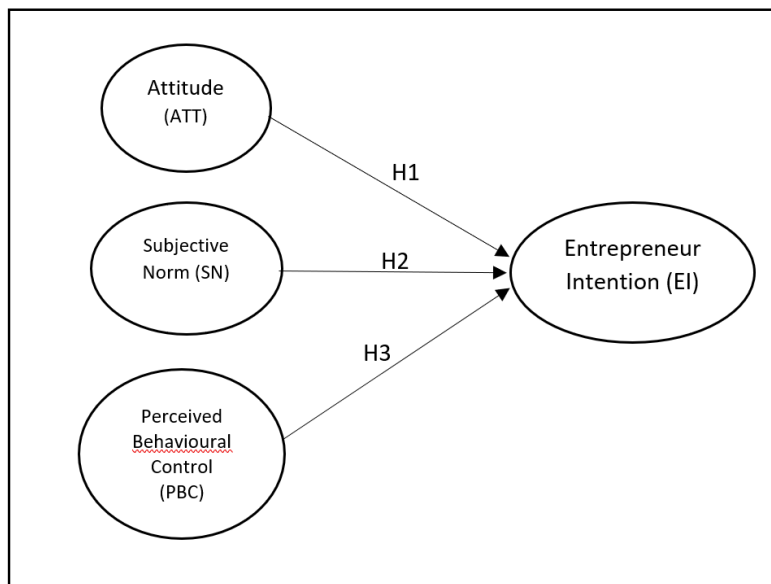 Attitude
(ATT)
H1
Subjective
Norm (SN)
H2
Entrepreneur
Intention (EI)
H3
Perceived
Behavioural
Control
(PBC)